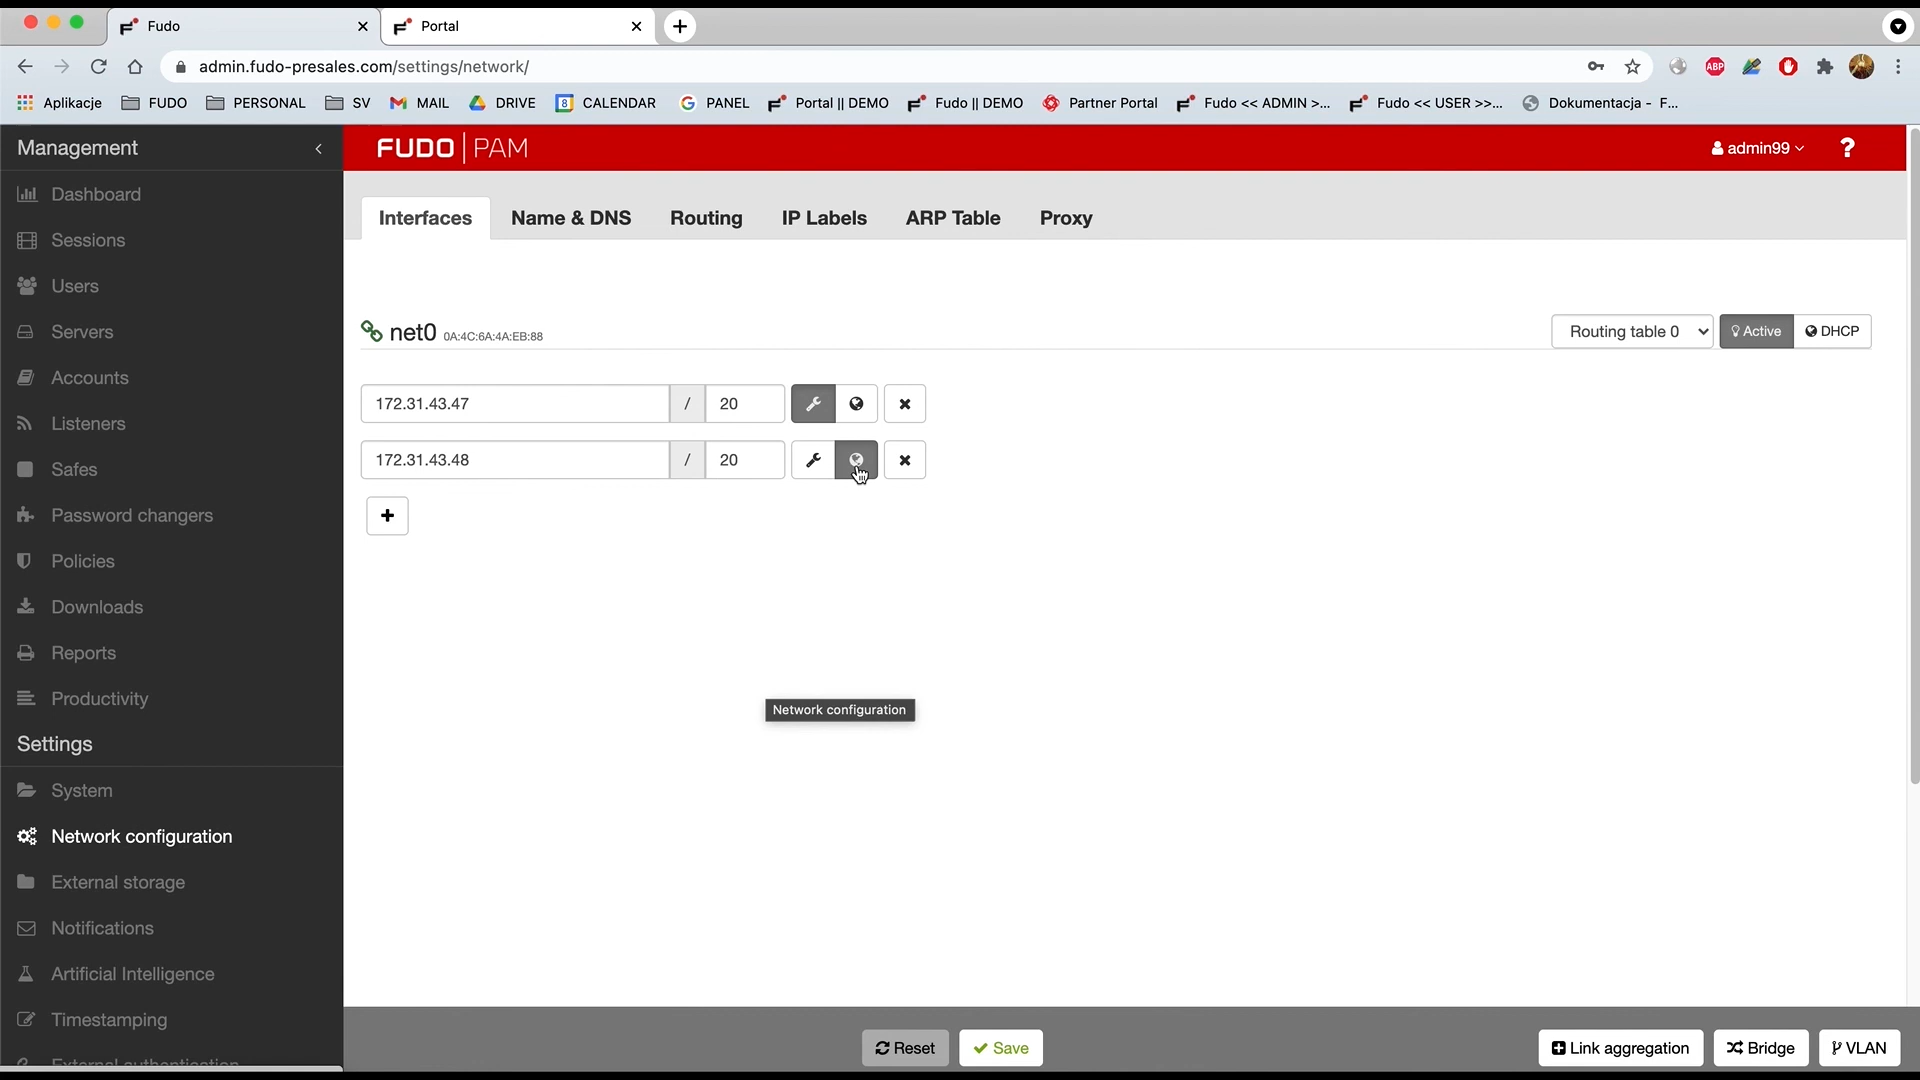 Fudo
Portal
admin.fudo-presales.com/settings/network/
ABP
Aplikacje
FUDO
PERSONAL
SV
MAIL
DRIVE
8
CALENDAR
PANEL
Portal || DEMO
Fudo || DEMO
Partner Portal
Fudo << ADMIN >...
Fudo << USER >>...
Dokumentacja - F...
Management
FUDO | PAM
admin99
?
Dashboard
Sessions
Users
Servers
Accounts
Listeners
Safes
Password changers
Policies
Downloads
Reports
Productivity
Settings
System
Network configuration
External storage
Notifications
Artificial Intelligence
Timestamping
External authentication
Interfaces
Name & DNS
Routing
IP Labels
ARP Table
Proxy
net0 0A:4C:6A:4A:EB:88
Routing table 0
Active
DHCP
172.31.43.47 / 20
172.31.43.48 / 20
+
Network configuration
Reset
Save
Link aggregation
Bridge
VLAN